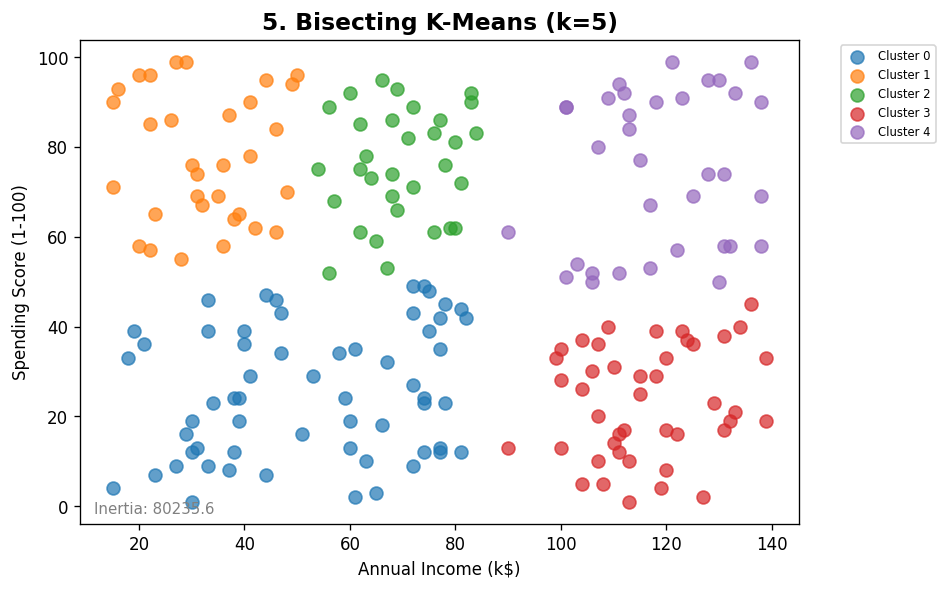 5. Bisecting K-Means (k=5)
Cluster 0
Cluster 1
Cluster 2
Cluster 3
Cluster 4
100
80
60
40
20
0
Spending Score (1-100)
Inertia: 80235.6
20 40 60 80 100 120 140
Annual Income (k$)